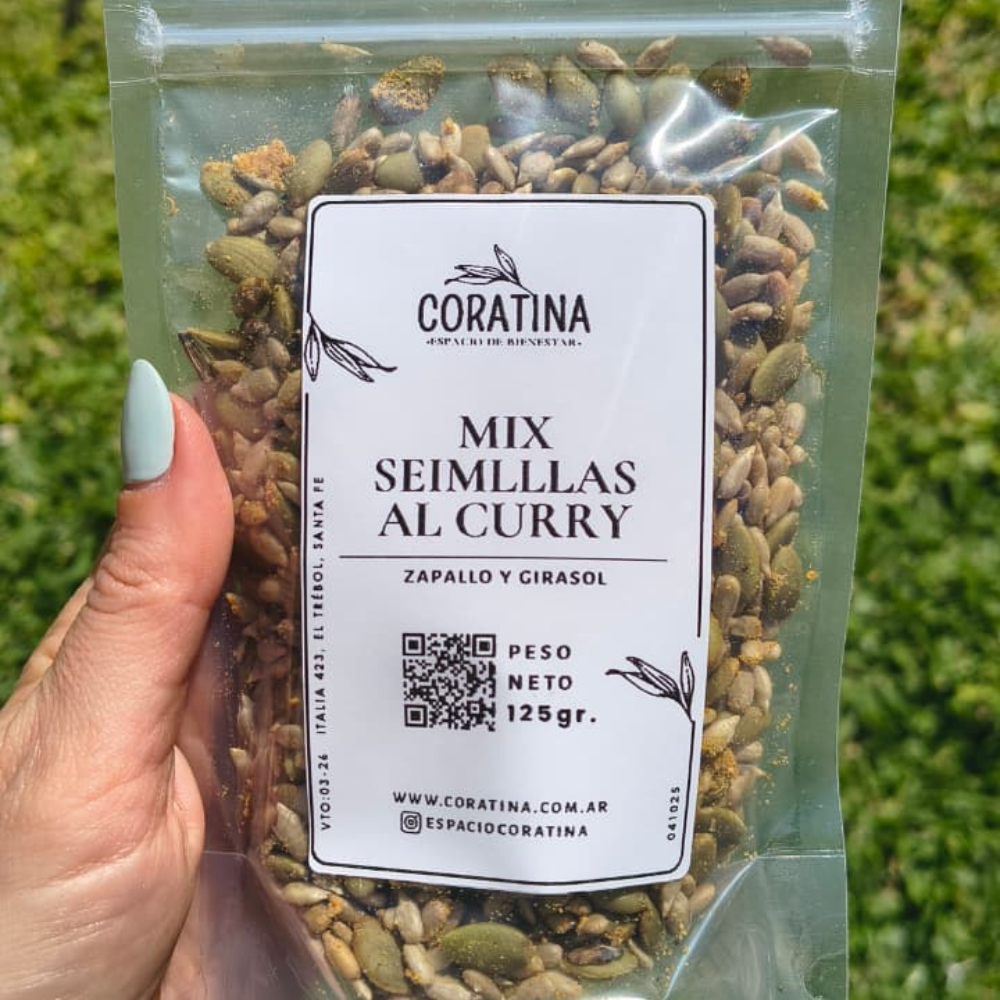 CORATINA
•ESPACIO DE BIENESTAR•
MIX
SEIMLLLAS
AL CURRY
ZAPALLO Y GIRASOL
PESO
NETO
125gr.
WWW.CORATINA.COM.AR
ESPACIOCORATINA
VTO:03-26 ITALIA 423, EL TRÉBOL, SANTA FE
041025